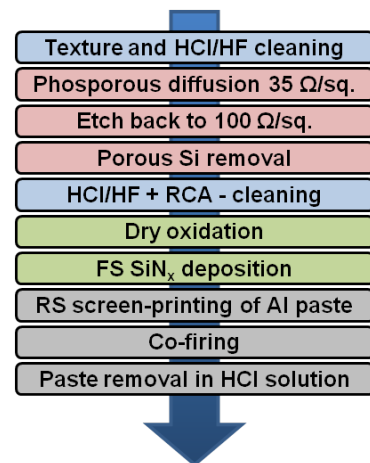 Texture and HCl/HF cleaning
Phosporous diffusion 35 Ω/sq.
Etch back to 100 Ω/sq.
Porous Si removal
HCl/HF + RCA - cleaning
Dry oxidation
FS SiNₓ deposition
RS screen-printing of Al paste
Co-firing
Paste removal in HCl solution